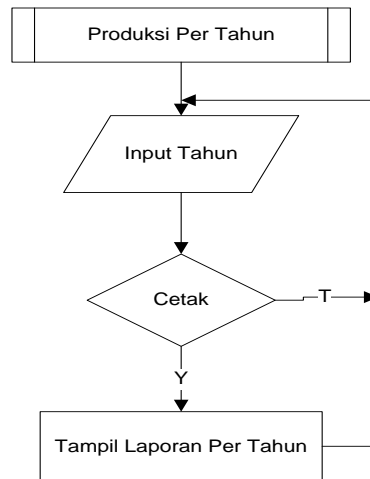 Produksi Per Tahun
Input Tahun
Cetak
T
Y
Tampil Laporan Per Tahun